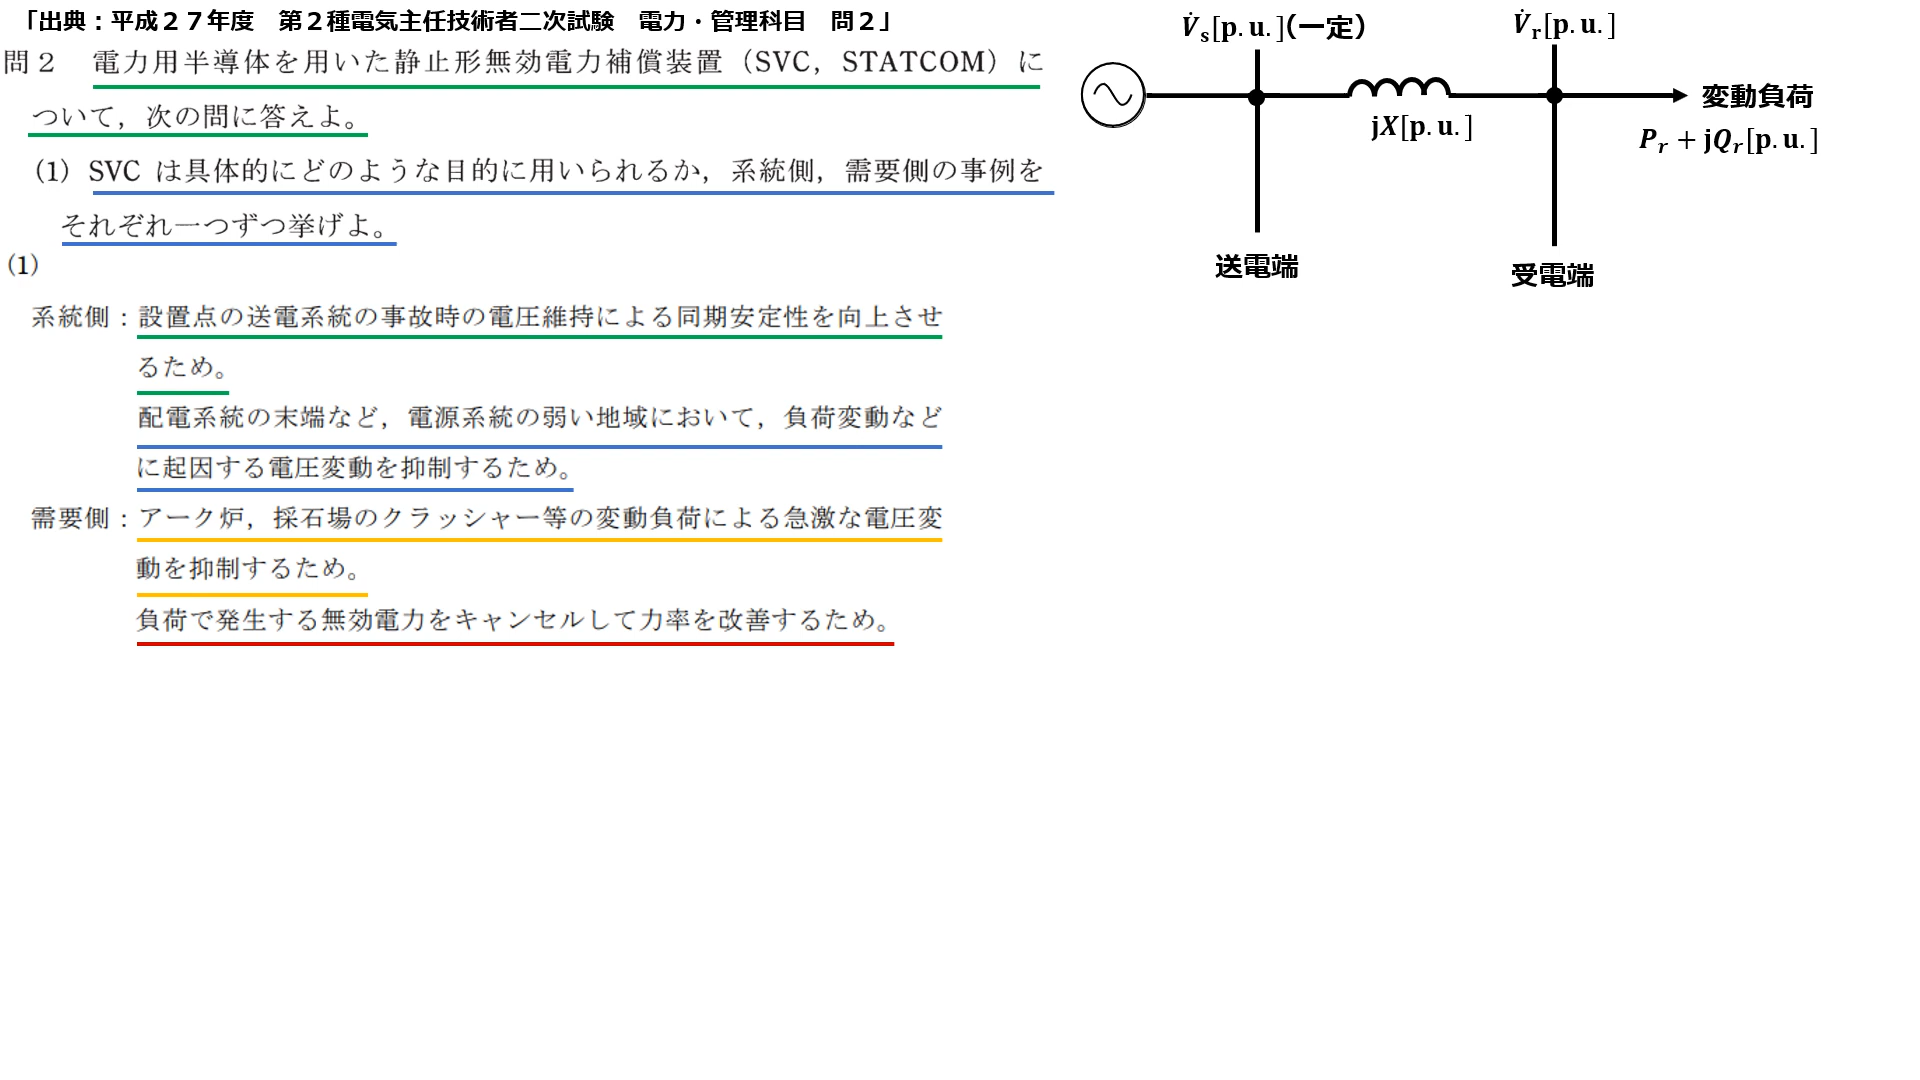 「出典：平成２７年度　第２種電気主任技術者二次試験　電力・管理科目　問２」
問２　電力用半導体を用いた静止形無効電力補償装置（SVC，STATCOM）に
ついて，次の問に答えよ。
(1) SVC は具体的にどのような目的に用いられるか，系統側，需要側の事例を
それぞれ一つずつ挙げよ。
(1)
系統側：設置点の送電系統の事故時の電圧維持による同期安定性を向上させ
るため。
配電系統の末端など，電源系統の弱い地域において，負荷変動など
に起因する電圧変動を抑制するため。
需要側：アーク炉，採石場のクラッシャー等の変動負荷による急激な電圧変
動を抑制するため。
負荷で発生する無効電力をキャンセルして力率を改善するため。
V̇s[p.u.](一定)
V̇r[p.u.]
jX[p.u.]
変動負荷
Pr + jQr[p.u.]
送電端
受電端